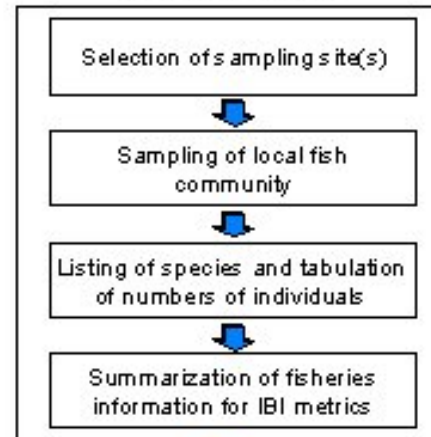 Selection of sampling site(s)
Sampling of local fish
community
Listing of species and tabulation
of numbers of individuals
Summarization of fisheries
information for IBI metrics